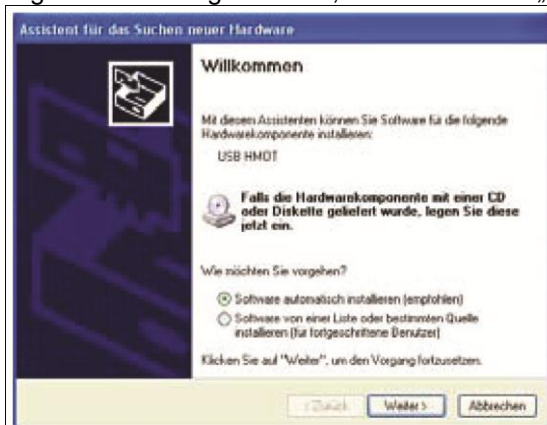 Assistent für das Suchen neuer Hardware
Willkommen
Mit diesem Assistenten können Sie Software für die folgende
Hardwarekomponente installieren:
USB HMOT
Falls die Hardwarekomponente mit einer CD
oder Diskette geliefert wurde, legen Sie diese
jetzt ein.
Wie möchten Sie vorgehen?
Software automatisch installieren (empfohlen)
Software von einer Liste oder bestimmten Quelle
installieren (für fortgeschrittene Benutzer)
Klicken Sie auf "Weiter", um den Vorgang fortzusetzen.
< Zurück Weiter > Abbrechen